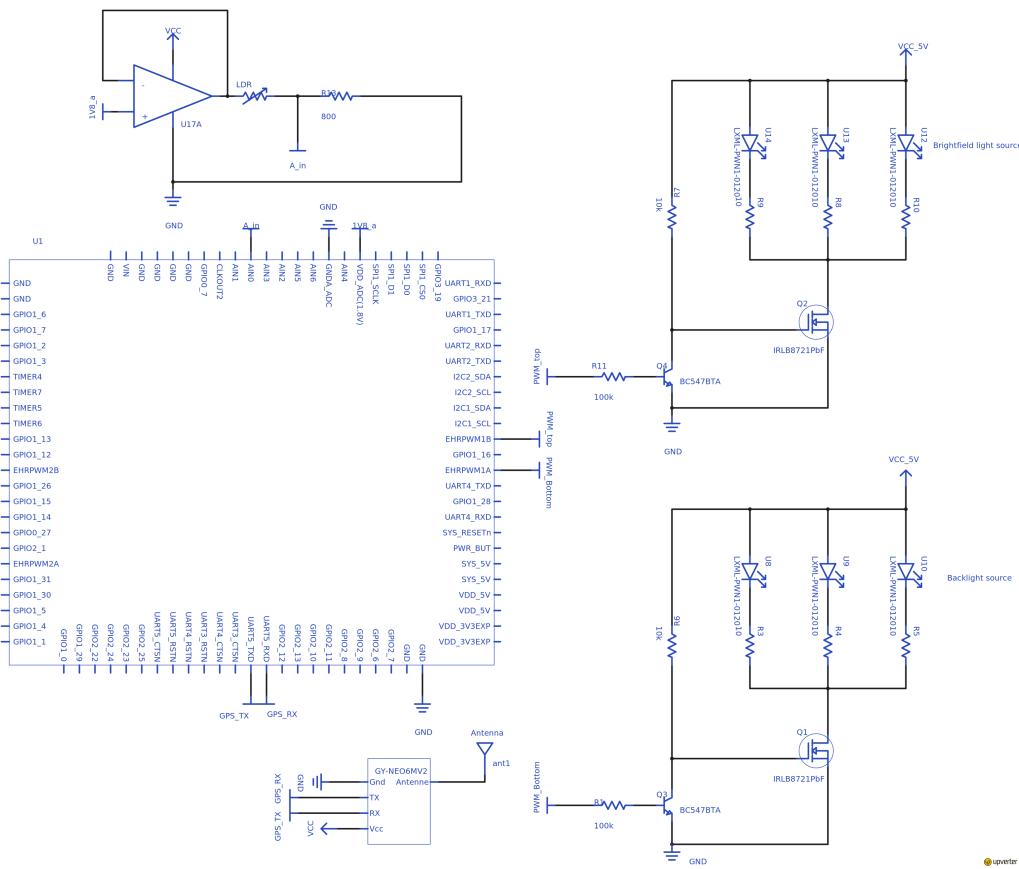 VCC
-
+
U17A
1V8_a
LDR
R13
800
A_in
GND
U1
GND
A_in
1V8_a
GND
VIN
GND
GND
GND
GND
GPIO0_7
CLKOUT2
AIN1
AIN0
AIN3
AIN2
AIN5
AIN6
GNDA_ADC
AIN4
VDD_ADC(1.8V)
SPI1_SCLK
SPI1_D1
SPI1_D0
SPI1_CS0
GPIO3_19
GND
GND
GPIO1_6
GPIO1_7
GPIO1_2
GPIO1_3
TIMER4
TIMER7
TIMER5
TIMER6
GPIO1_13
GPIO1_12
EHRPWM2B
GPIO1_26
GPIO1_15
GPIO1_14
GPIO0_27
GPIO2_1
EHRPWM2A
GPIO1_31
GPIO1_30
GPIO1_5
GPIO1_4
GPIO1_1
UART1_RXD
GPIO3_21
UART1_TXD
GPIO1_17
UART2_RXD
UART2_TXD
I2C2_SDA
I2C2_SCL
I2C1_SDA
I2C1_SCL
EHRPWM1B
GPIO1_16
EHRPWM1A
UART4_TXD
GPIO1_28
UART4_RXD
SYS_RESETn
PWR_BUT
SYS_5V
SYS_5V
VDD_5V
VDD_5V
VDD_3V3EXP
VDD_3V3EXP
PWM_top
PWM_Bottom
GPIO1_0
GPIO1_29
GPIO2_22
GPIO2_24
GPIO2_23
GPIO2_25
UART5_CTSN
UART5_RSTN
UART4_RSTN
UART3_RSTN
UART4_CTSN
UART3_CTSN
UART5_TXD
UART5_RXD
GPIO2_12
GPIO2_13
GPIO2_10
GPIO2_11
GPIO2_8
GPIO2_9
GPIO2_6
GPIO2_7
GND
GND
GPS_TX
GPS_RX
GND
Antenna
ant1
GY-NEO6MV2
Gnd
Antenne
TX
RX
Vcc
GND
GPS_RX
GPS_TX
VCC
VCC_5V
U14
LXML-PWN1-0120
U13
LXML-PWN1-0120
U12
LXML-PWN1-0120
Brightfield light source
R7
10k
R9
10
R8
10
R10
10
Q2
IRLB8721PbF
PWM_top
R11
100k
Q4
BC547BTA
GND
VCC_5V
U8
LXML-PWN1-0120
U9
LXML-PWN1-0120
U10
LXML-PWN1-0120
Backlight source
R6
10k
R3
10
R4
10
R5
10
Q1
IRLB8721PbF
PWM_Bottom
R1
100k
Q3
BC547BTA
GND
upverter